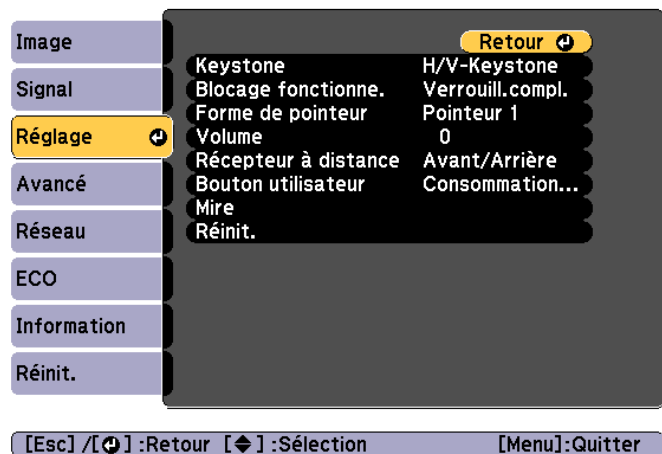 Image
Signal
Réglage
Avancé
Réseau
ECO
Information
Réinit.
Retour
Keystone H/V-Keystone
Blocage fonctionne. Verrouill.compl.
Forme de pointeur Pointeur 1
Volume 0
Récepteur à distance Avant/Arrière
Bouton utilisateur Consommation...
Mire
Réinit.
[Esc] /[⏎] :Retour [◆] :Sélection [Menu]:Quitter